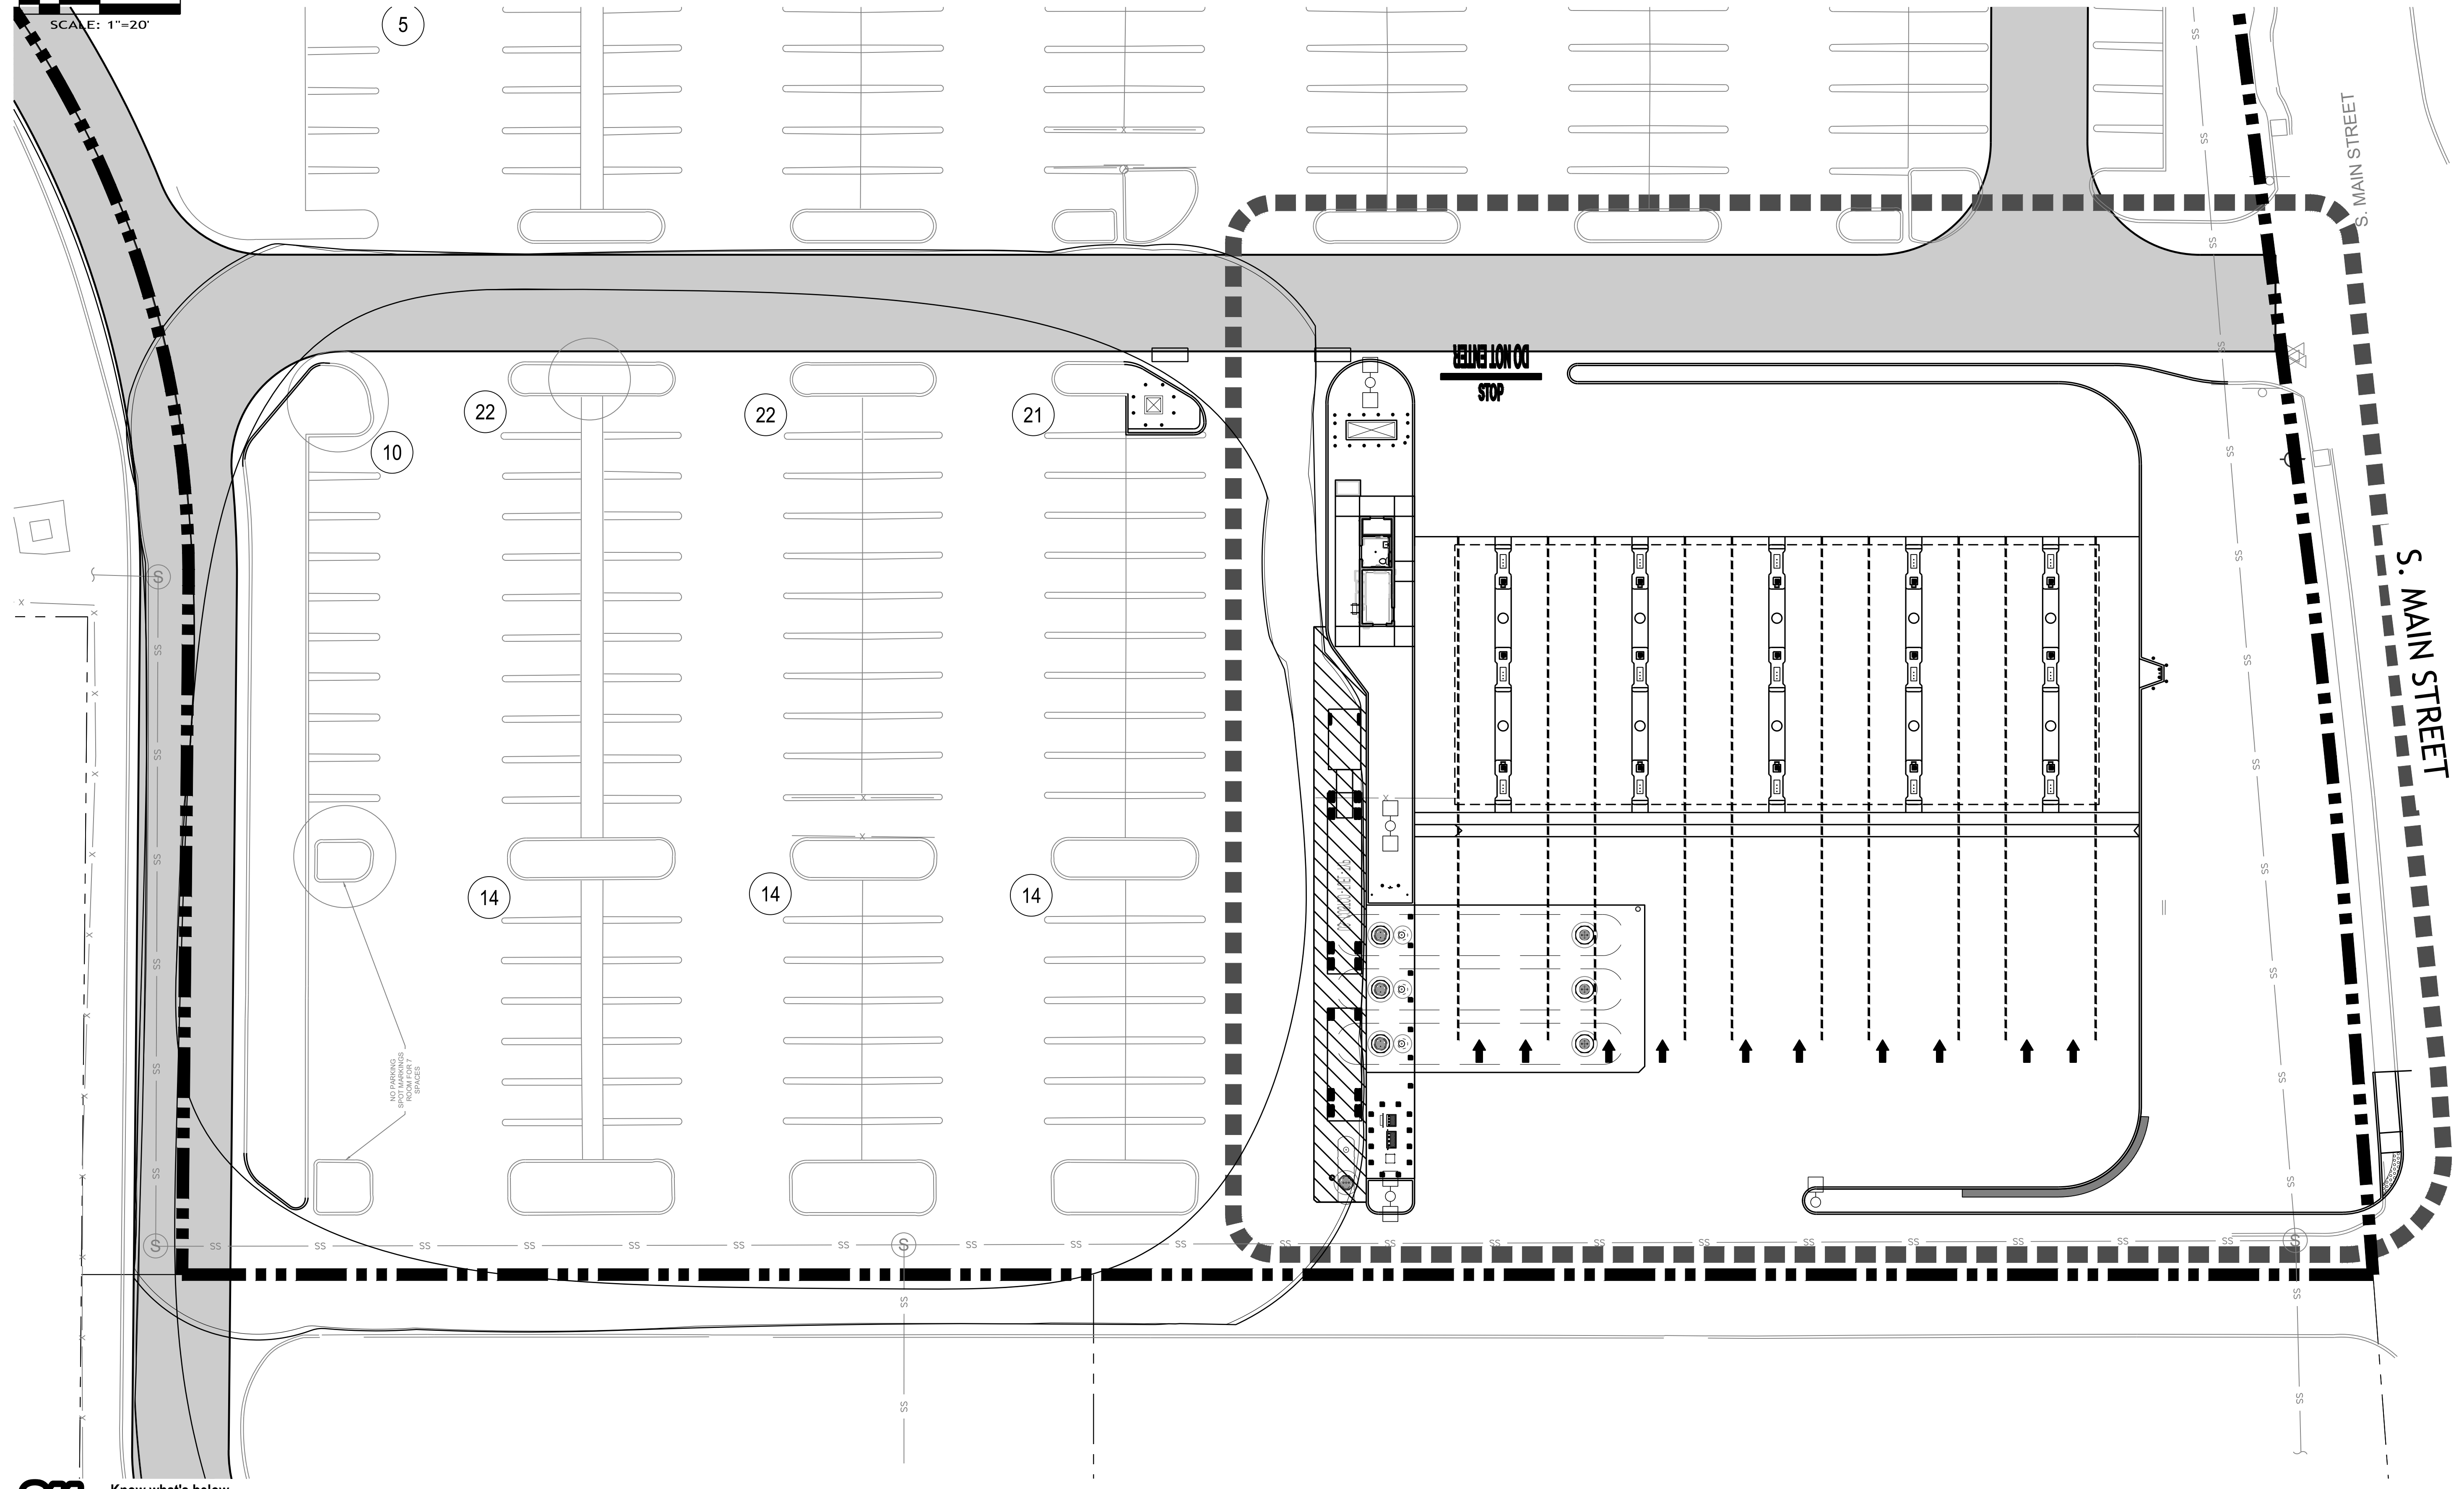 SCALE: 1"=20'
5
S. MAIN STREET
DO NOT ENTER
STOP
22
22
21
10
S. MAIN STREET
14
14
14
NO PARKING
SPOT MARKINGS
ROOM FOR 7
SPACES
S
SS
S
S
S
X
Know what's below